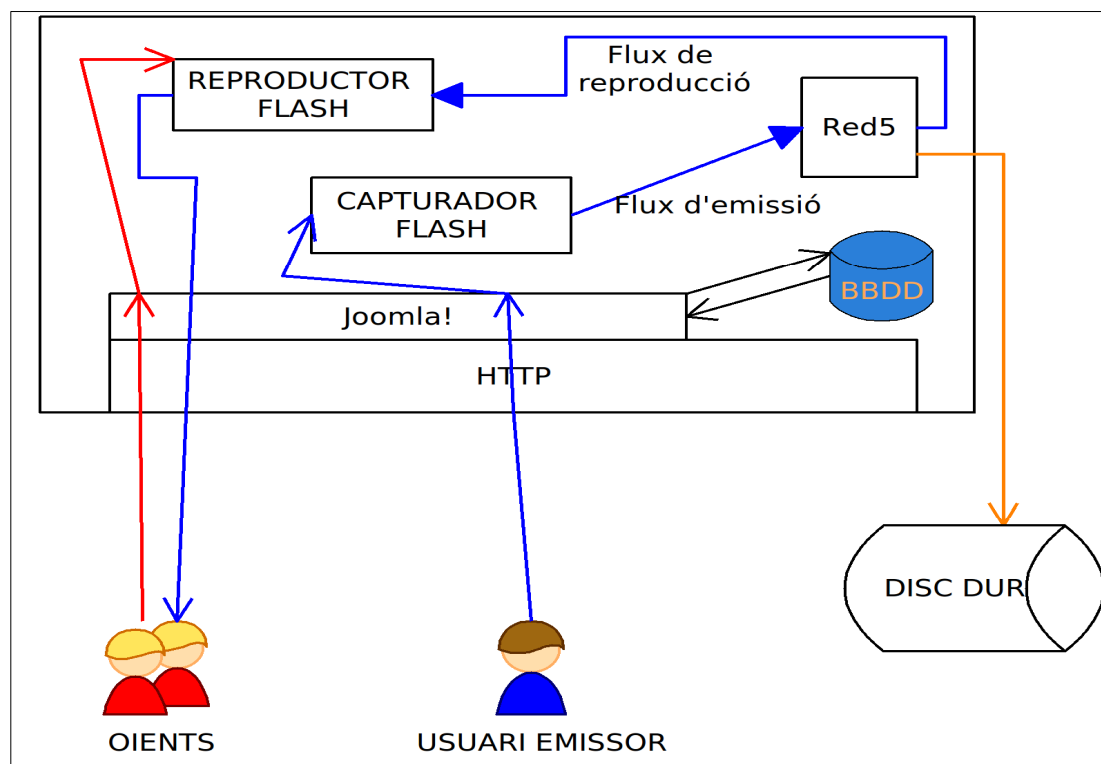 Flux de
reproducció
REPRODUCTOR
FLASH
Red5
CAPTURADOR
FLASH
Flux d'emissió
BBDD
Joomla!
HTTP
DISC DUR
OIENTS
USUARI EMISSOR